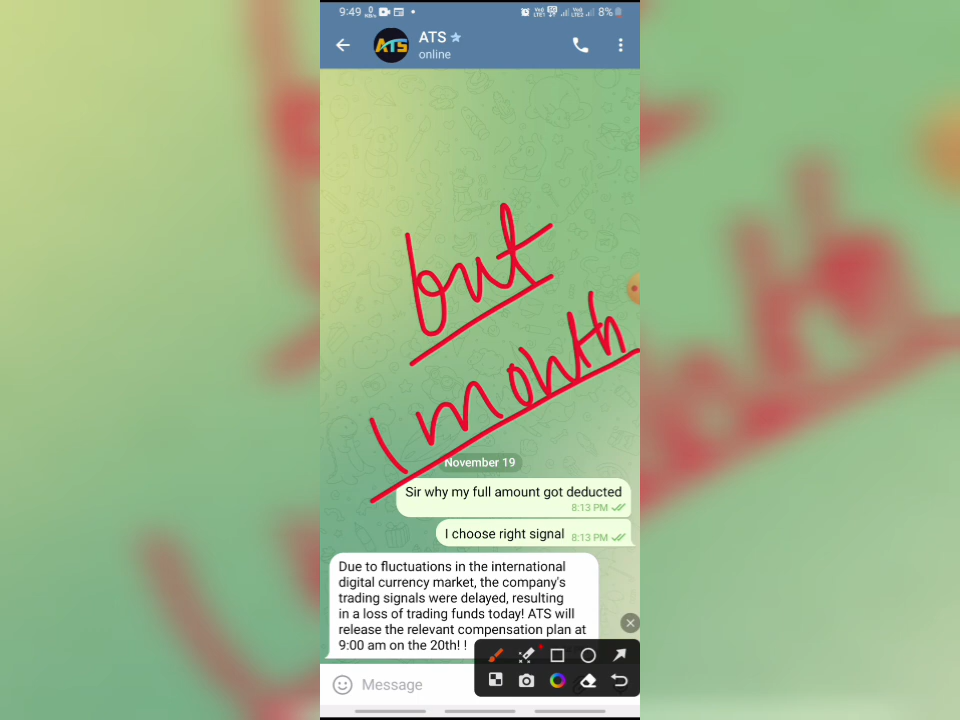 9:49 8%
ATS
ATS
online
but
1 month
November 19
Sir why my full amount got deducted
8:13 PM
I choose right signal
8:13 PM
Due to fluctuations in the international
digital currency market, the company's
trading signals were delayed, resulting
in a loss of trading funds today! ATS will
release the relevant compensation plan at
9:00 am on the 20th! !
Message